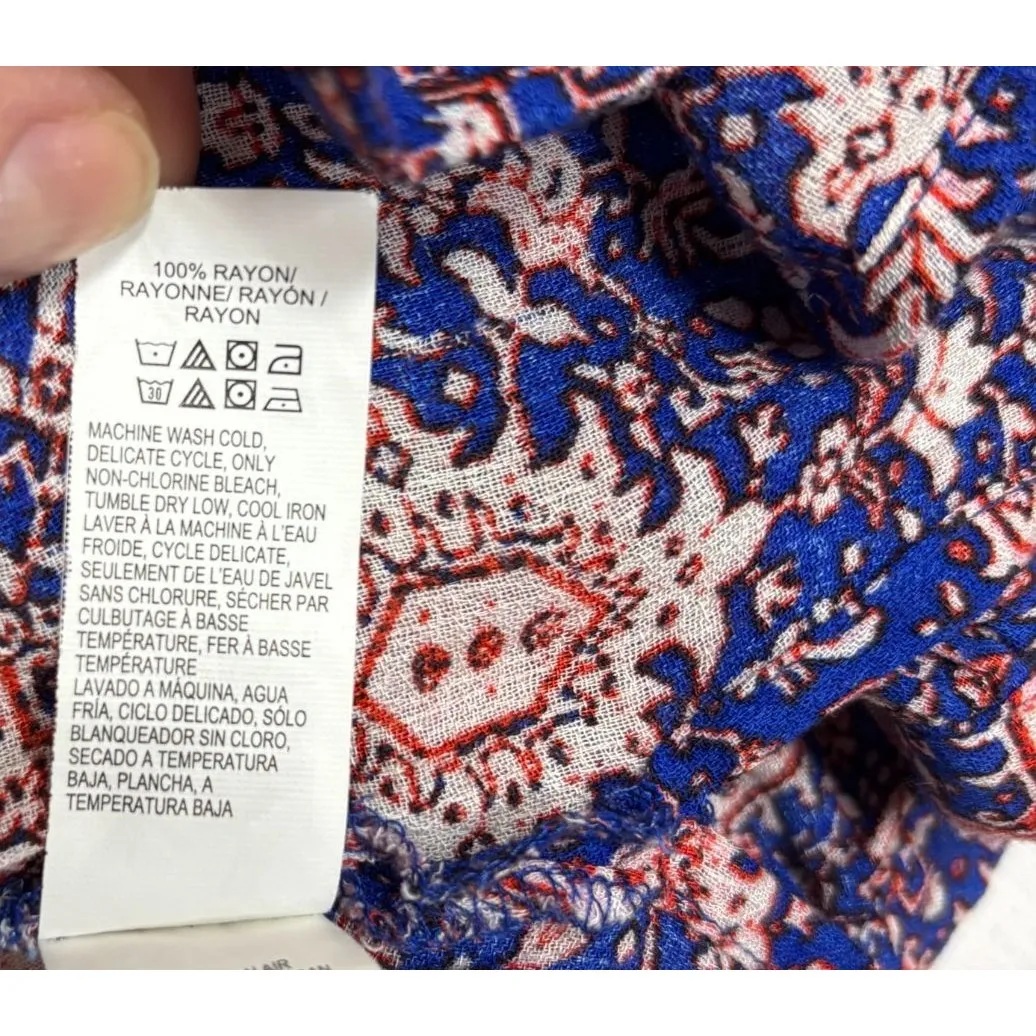 100% RAYON/
RAYONNE/ RAYÓN /
RAYON
30
MACHINE WASH COLD,
DELICATE CYCLE, ONLY
NON-CHLORINE BLEACH,
TUMBLE DRY LOW, COOL IRON
LAVER À LA MACHINE À L'EAU
FROIDE, CYCLE DELICATE,
SEULEMENT DE L'EAU DE JAVEL
SANS CHLORURE, SÉCHER PAR
CULBUTAGE À BASSE
TEMPÉRATURE, FER À BASSE
TEMPÉRATURE
LAVADO A MÁQUINA, AGUA
FRÍA, CICLO DELICADO, SÓLO
BLANQUEADOR SIN CLORO,
SECADO A TEMPERATURA
BAJA, PLANCHA, A
TEMPERATURA BAJA
AIR